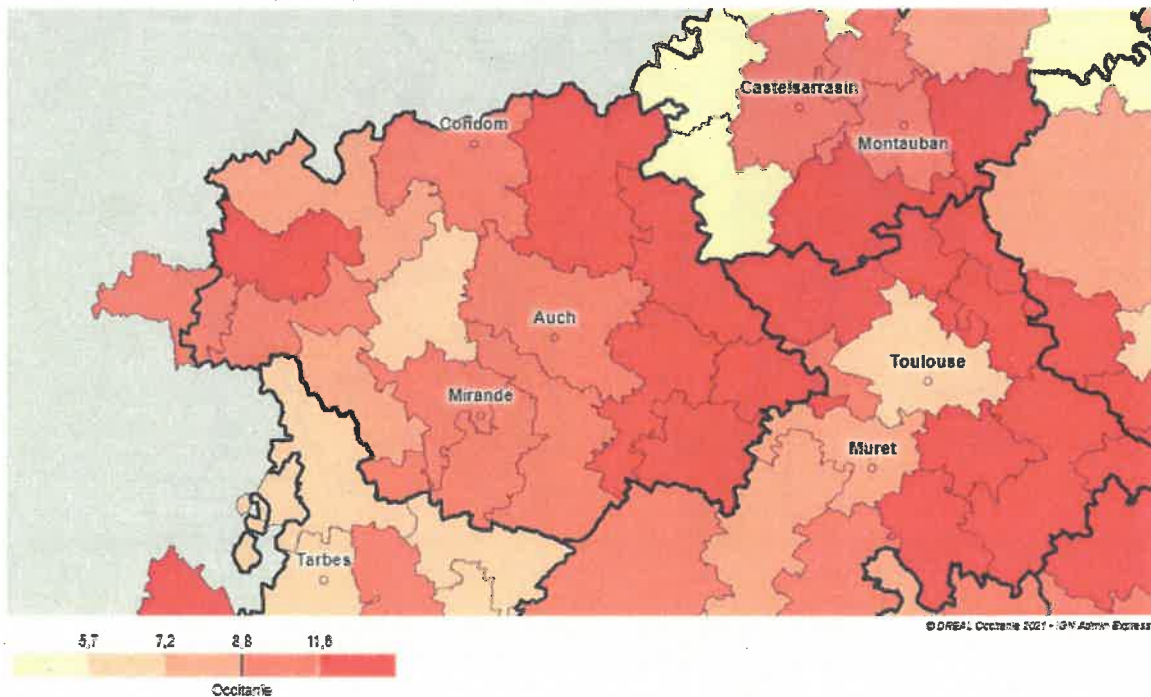 Castelsarrasin
Condom
Montauban
Auch
Toulouse
Mirande
Muret
Tarbes
© DREAL Occitanie 2021 - IGN Admin Express
5,7 7,2 8,8 11,6
Occitanie